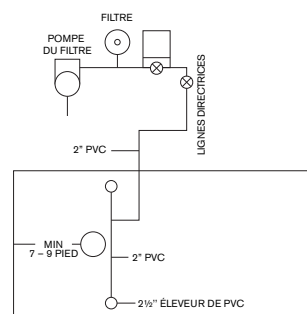 FILTRE
POMPE
DU FILTRE
LIGNES DIRECTRICES
2" PVC
MIN
7 – 9 PIED
2" PVC
2½" ÉLEVEUR DE PVC